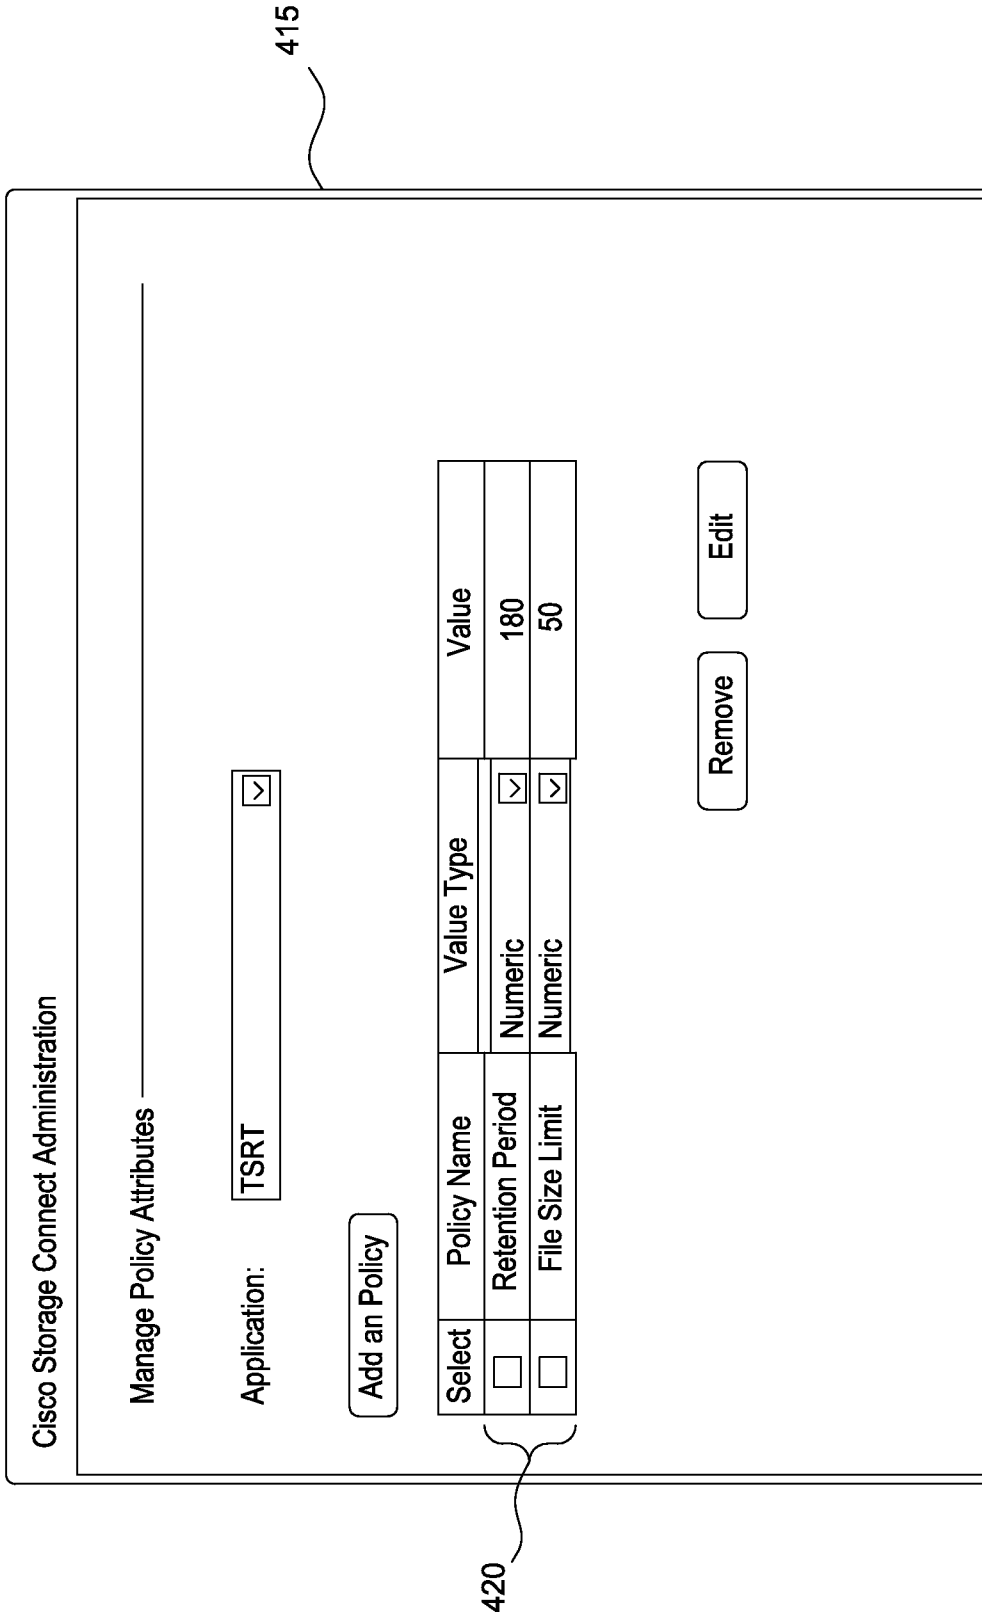 Cisco Storage Connect Administration
415
Manage Policy Attributes
Application: TSRT
Add an Policy
Select Policy Name Value Type Value
Retention Period Numeric 180
File Size Limit Numeric 50
420
Remove Edit